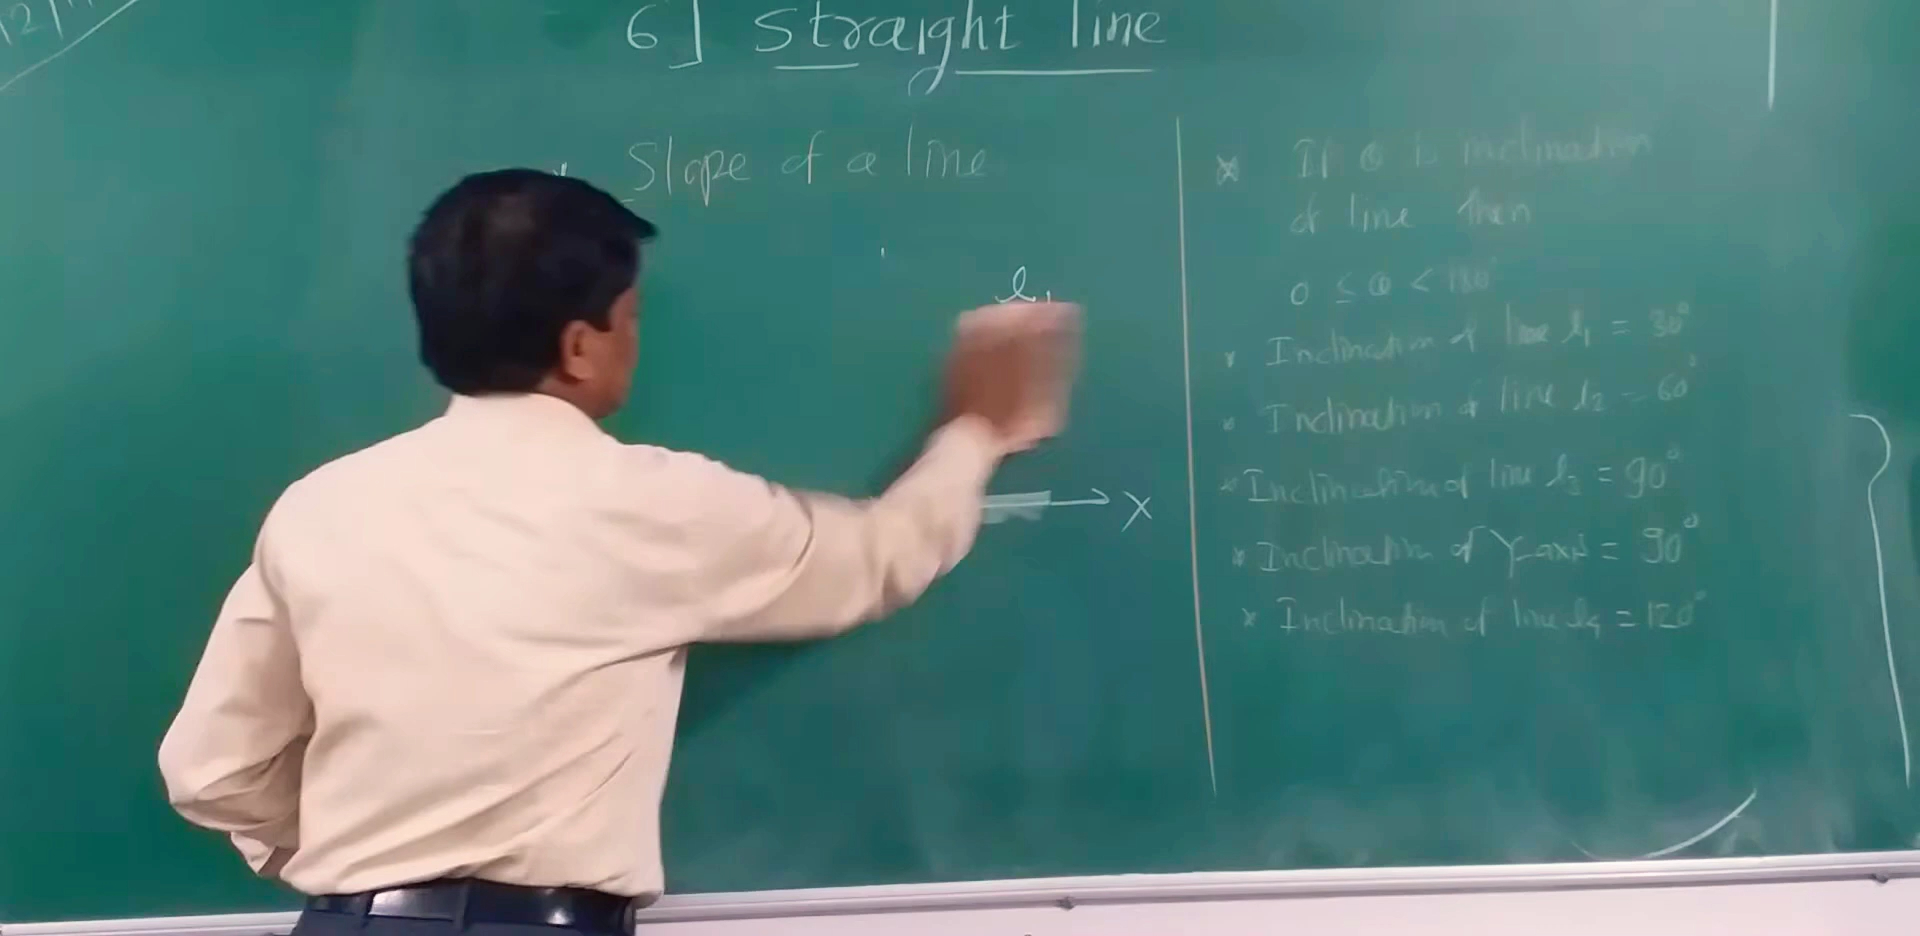 12
6] Straight line
Slope of a line
l1
X
* If θ is inclination
of line then
0 ≤ θ < 180°
* Inclination of line l1 = 30°
* Inclination of line l2 = 60°
* Inclination of line l3 = 90°
* Inclination of Y-axis = 90°
* Inclination of line l4 = 120°